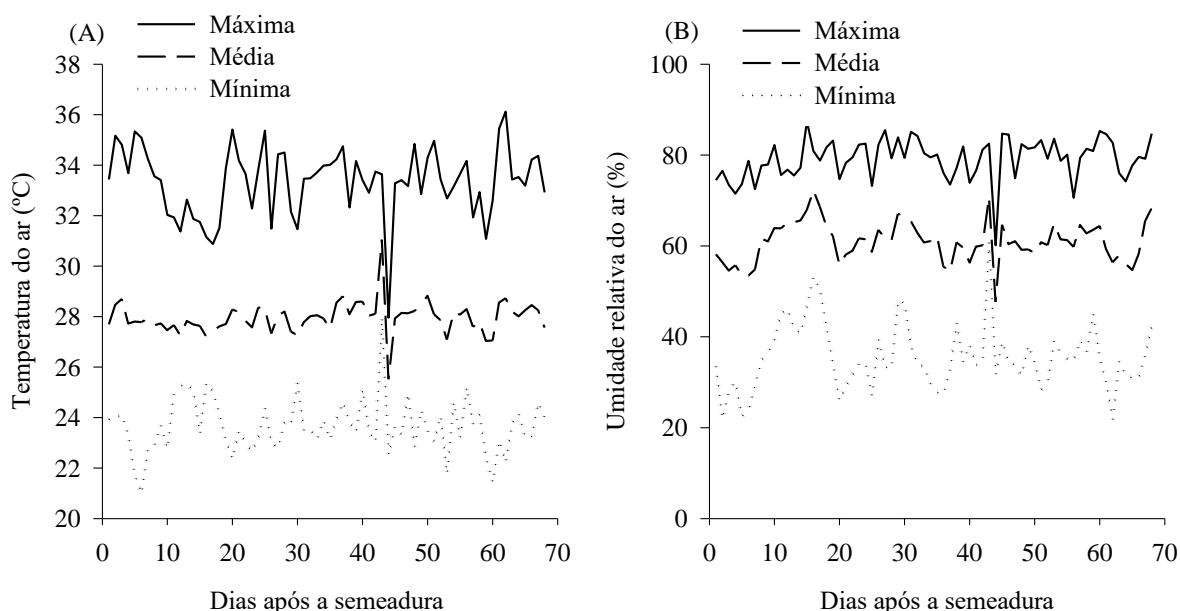 (A)
Máxima
Média
Mínima
Temperatura do ar (ºC)
38
36
34
32
30
28
26
24
22
20
0 10 20 30 40 50 60 70
Dias após a semeadura
(B)
Máxima
Média
Mínima
Umidade relativa do ar (%)
100
80
60
40
20
0
0 10 20 30 40 50 60 70
Dias após a semeadura